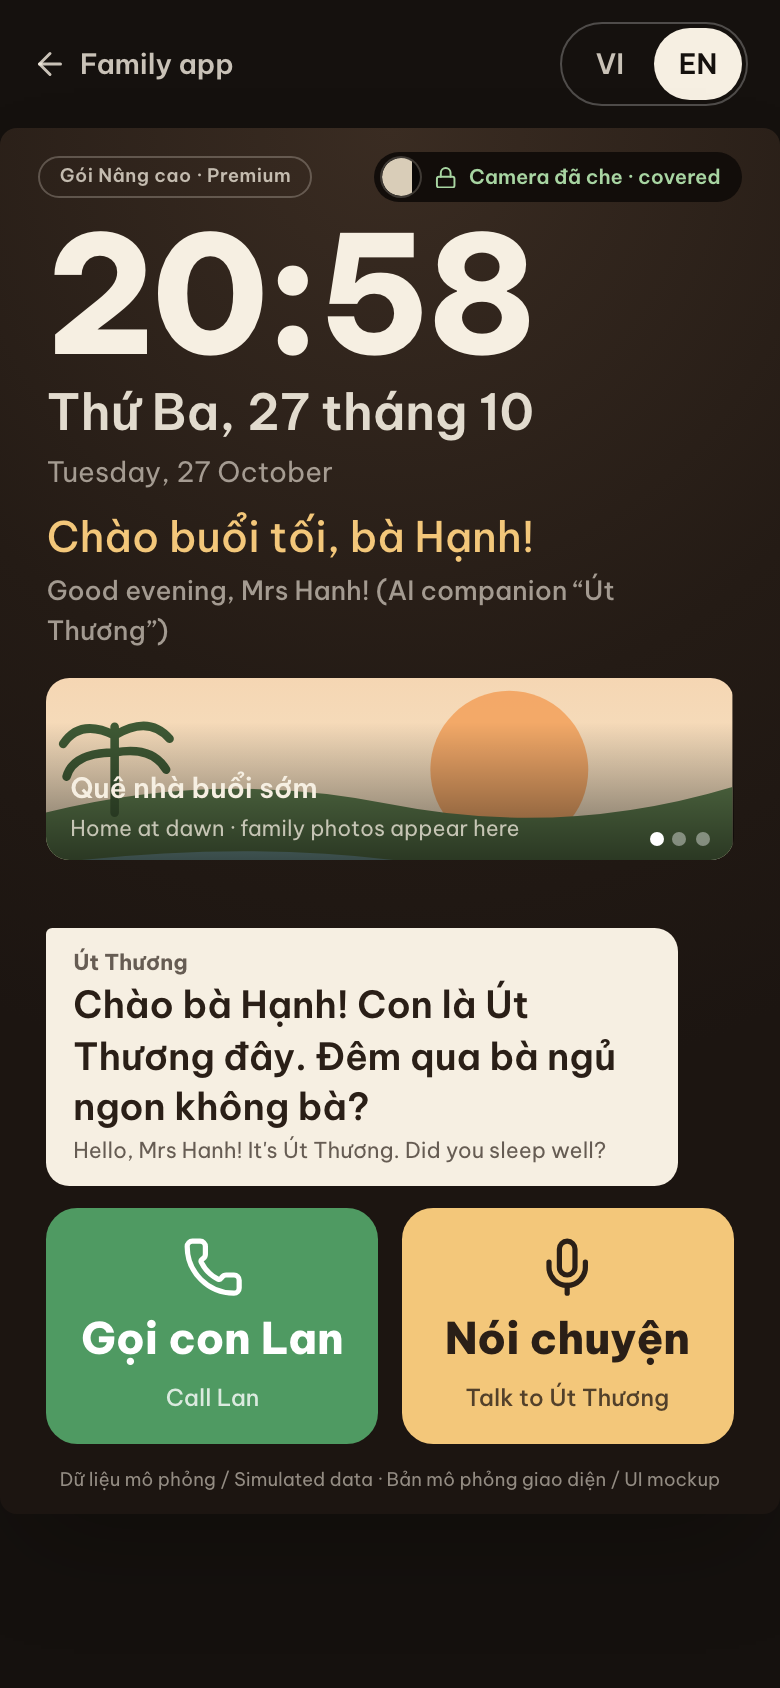 Family app
VI
EN
Gói Nâng cao · Premium
Camera đã che · covered
20:58
Thứ Ba, 27 tháng 10
Tuesday, 27 October
Chào buổi tối, bà Hạnh!
Good evening, Mrs Hanh! (AI companion “Út
Thương”)
Quê nhà buổi sớm
Home at dawn · family photos appear here
Út Thương
Chào bà Hạnh! Con là Út
Thương đây. Đêm qua bà ngủ
ngon không bà?
Hello, Mrs Hanh! It's Út Thương. Did you sleep well?
Gọi con Lan
Call Lan
Nói chuyện
Talk to Út Thương
Dữ liệu mô phỏng / Simulated data · Bản mô phỏng giao diện / UI mockup